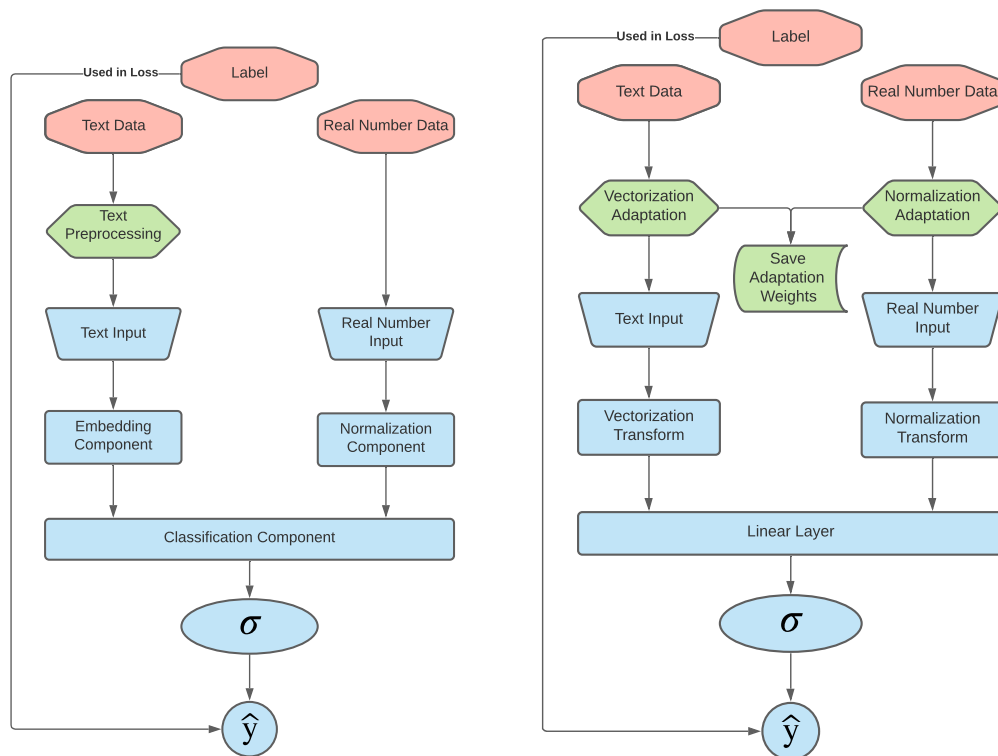 Used in Loss
Label
Text Data
Real Number Data
Text
Preprocessing
Text Input
Real Number
Input
Embedding
Component
Normalization
Component
Classification Component
σ
ŷ
Used in Loss
Label
Text Data
Real Number Data
Vectorization
Adaptation
Normalization
Adaptation
Save
Adaptation
Weights
Text Input
Real Number
Input
Vectorization
Transform
Normalization
Transform
Linear Layer
σ
ŷ